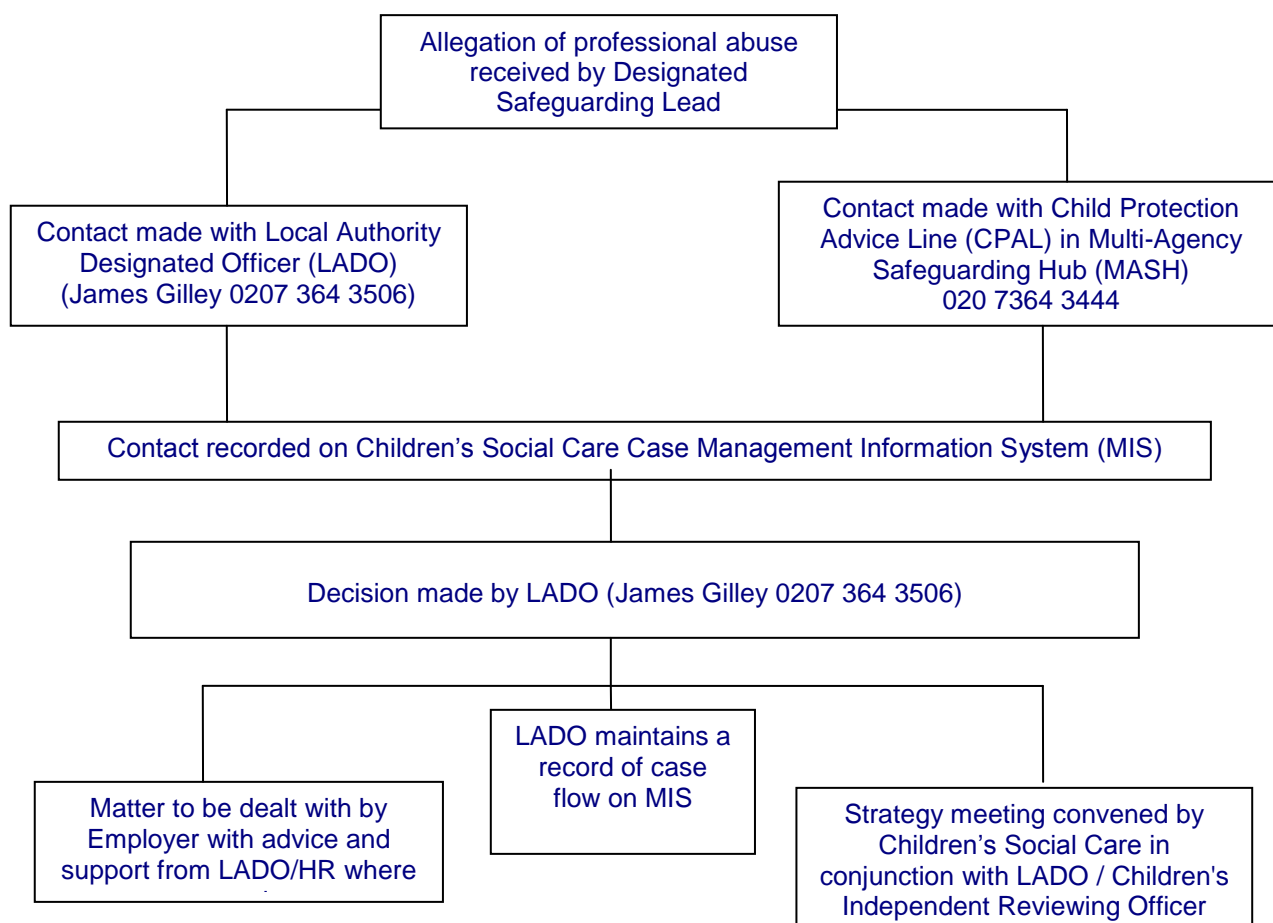 Allegation of professional abuse
received by Designated
Safeguarding Lead
Contact made with Local Authority
Designated Officer (LADO)
(James Gilley 0207 364 3506)
Contact made with Child Protection
Advice Line (CPAL) in Multi-Agency
Safeguarding Hub (MASH)
020 7364 3444
Contact recorded on Children’s Social Care Case Management Information System (MIS)
Decision made by LADO (James Gilley 0207 364 3506)
Matter to be dealt with by
Employer with advice and
support from LADO/HR where
LADO maintains a
record of case
flow on MIS
Strategy meeting convened by
Children’s Social Care in
conjunction with LADO / Children's
Independent Reviewing Officer